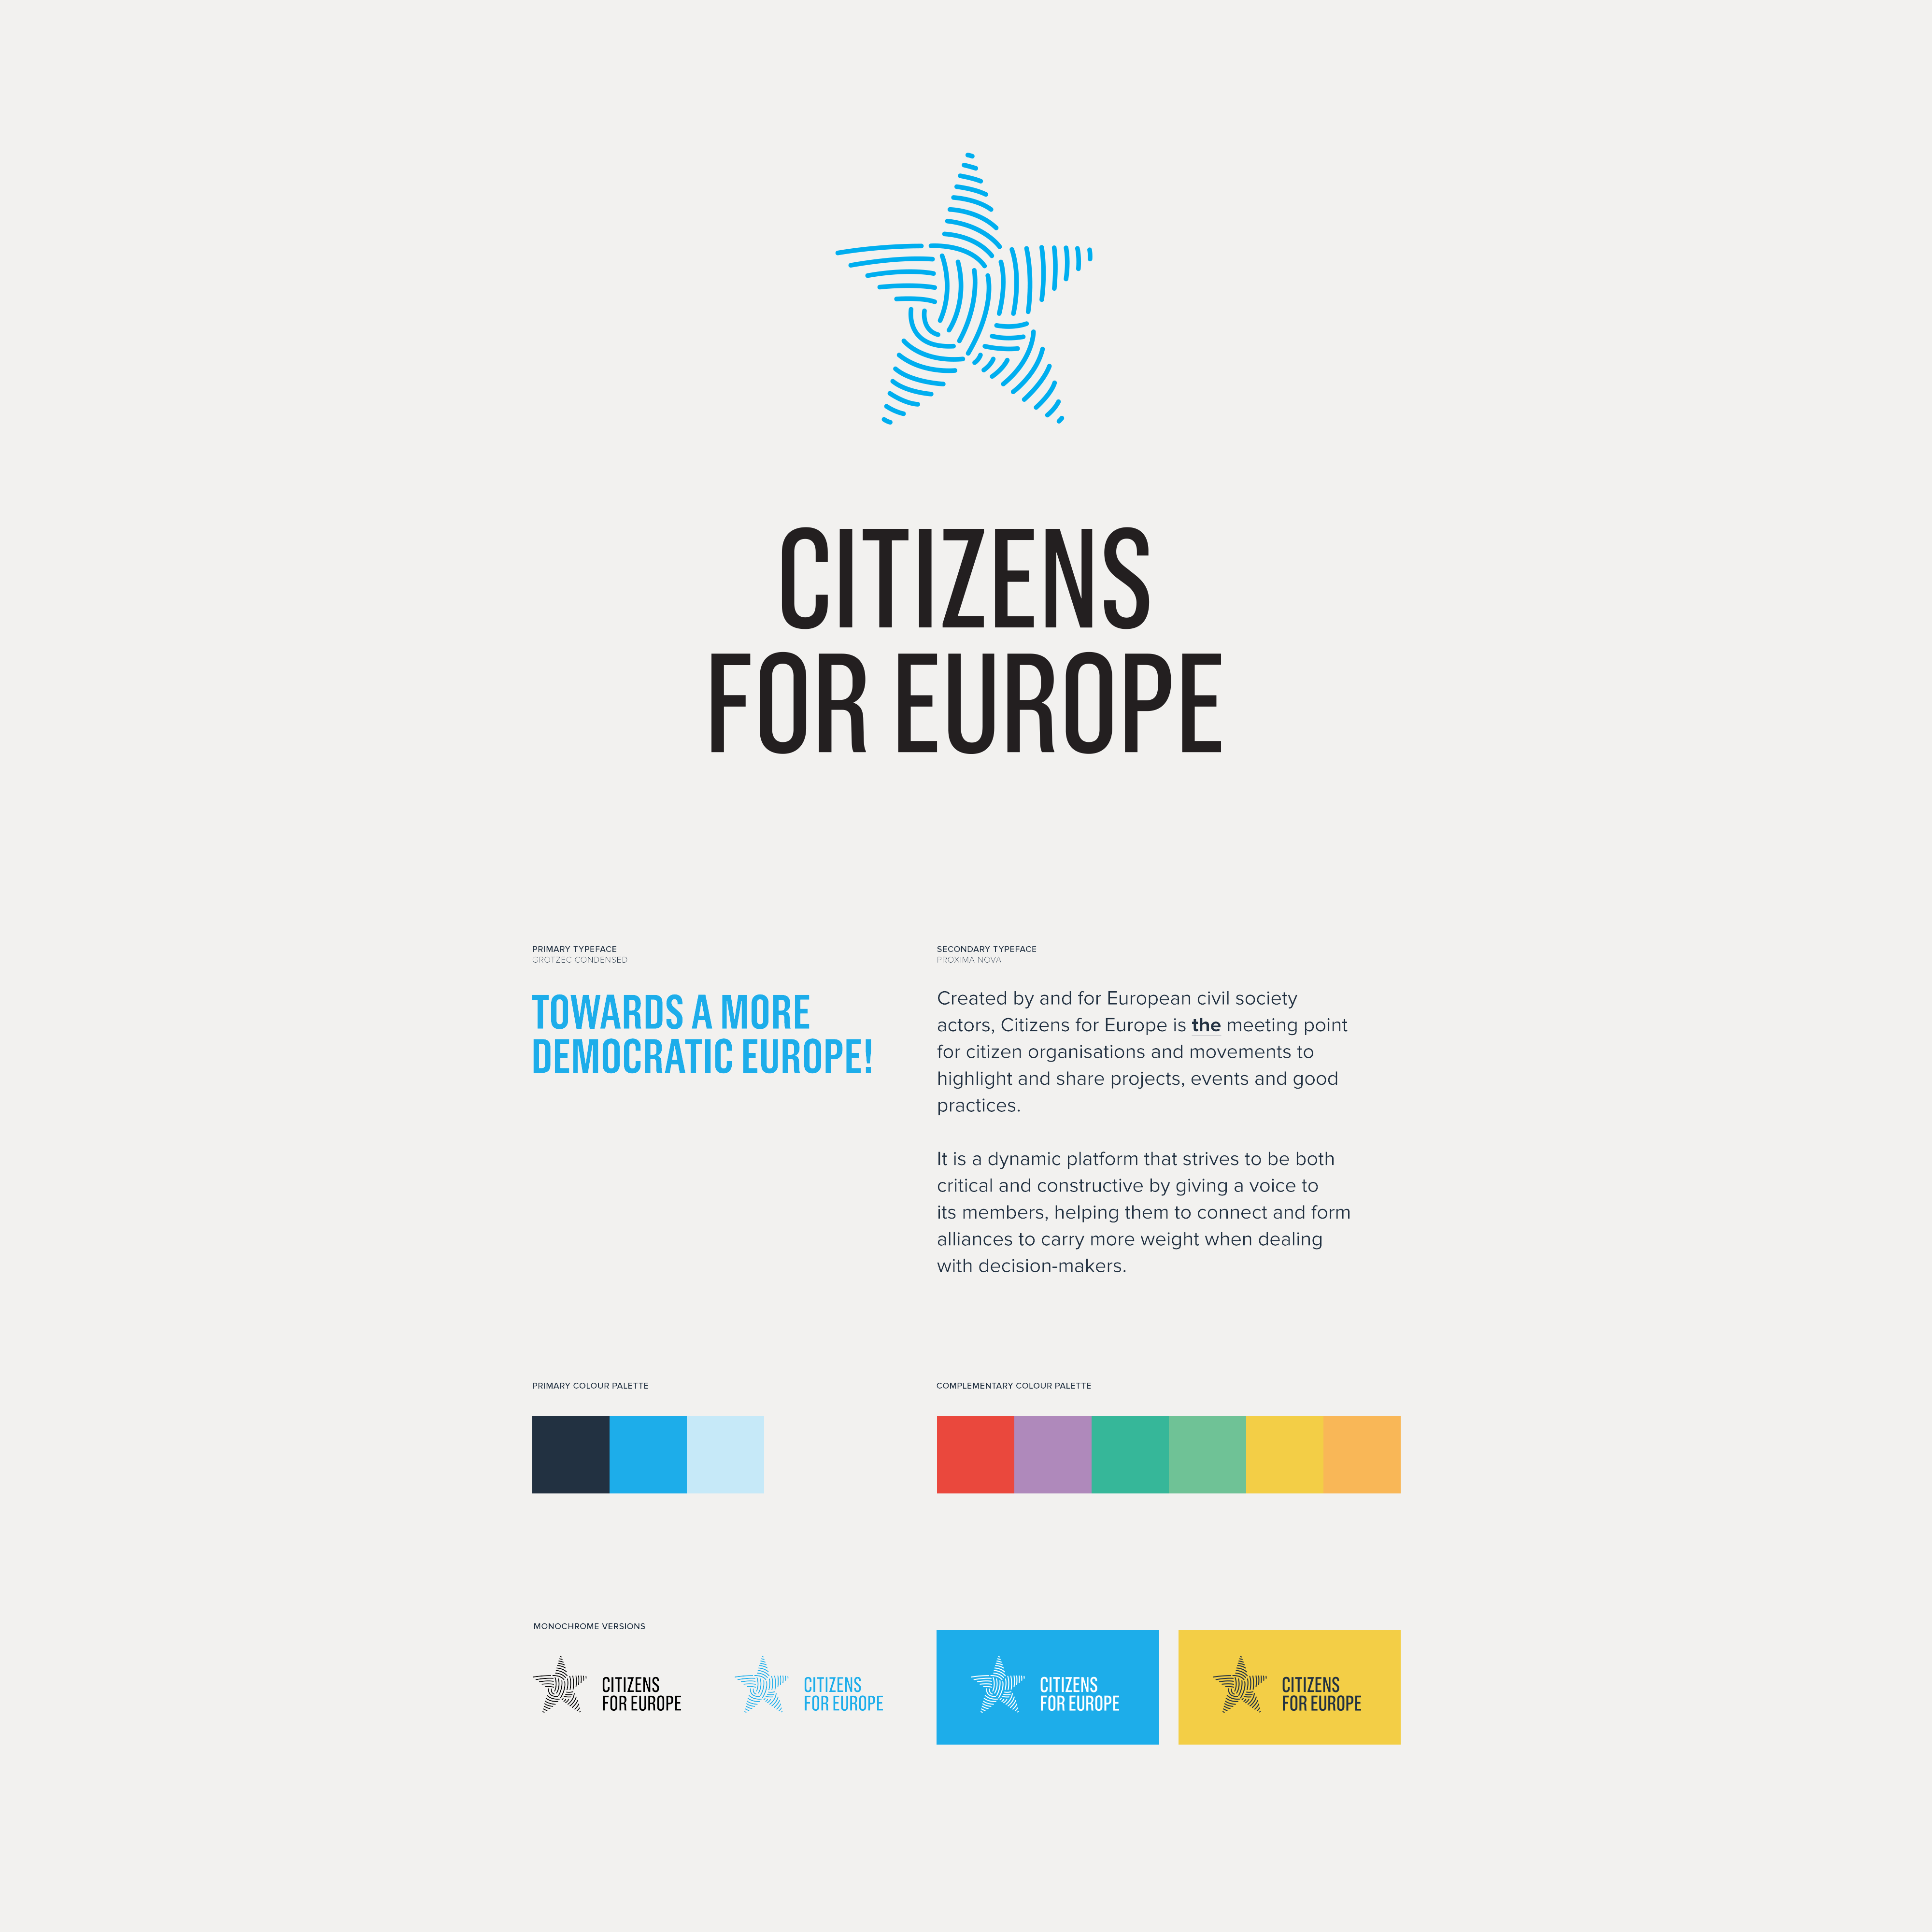 CITIZENS
FOR EUROPE
PRIMARY TYPEFACE
GROTZEC CONDENSED
TOWARDS A MORE
DEMOCRATIC EUROPE!
SECONDARY TYPEFACE
PROXIMA NOVA
Created by and for European civil society
actors, Citizens for Europe is the meeting point
for citizen organisations and movements to
highlight and share projects, events and good
practices.
It is a dynamic platform that strives to be both
critical and constructive by giving a voice to
its members, helping them to connect and form
alliances to carry more weight when dealing
with decision-makers.
PRIMARY COLOUR PALETTE
COMPLEMENTARY COLOUR PALETTE
MONOCHROME VERSIONS
CITIZENS
FOR EUROPE
CITIZENS
FOR EUROPE
CITIZENS
FOR EUROPE
CITIZENS
FOR EUROPE